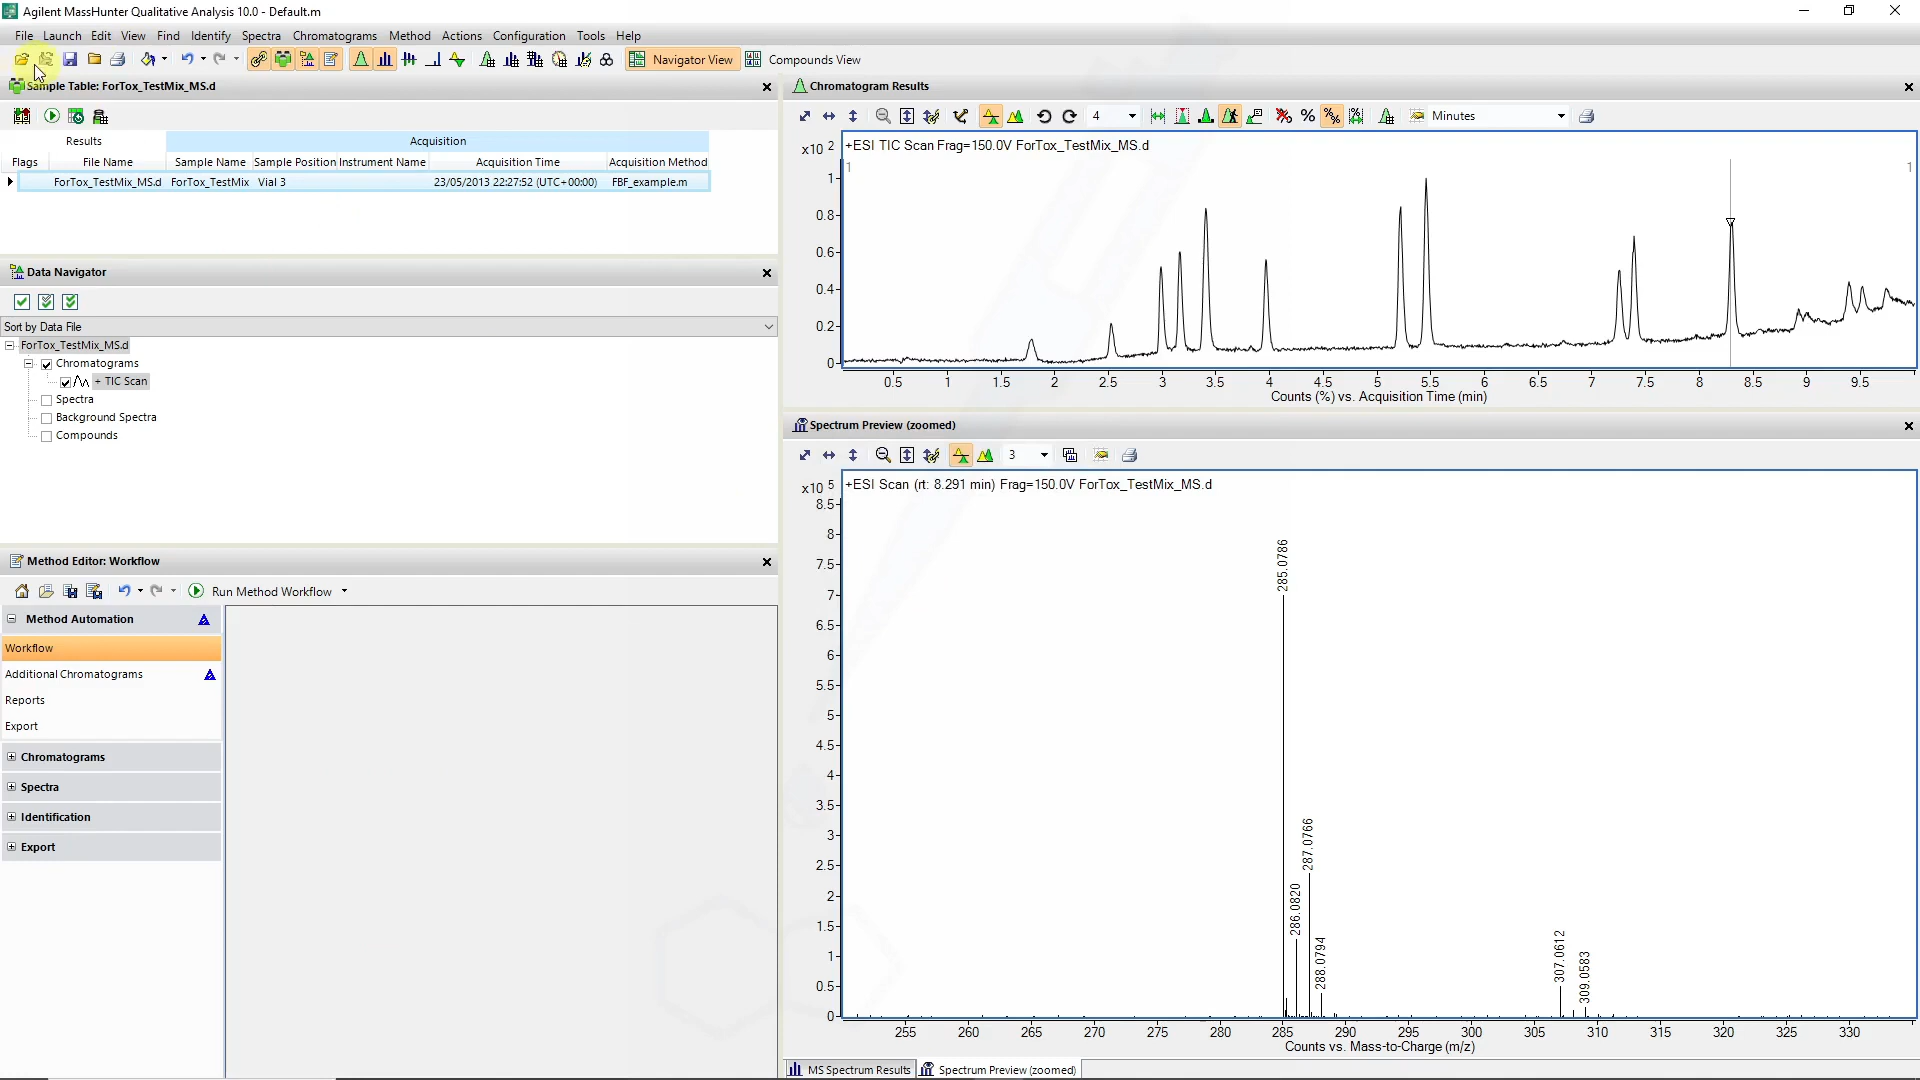 Agilent MassHunter Qualitative Analysis 10.0 - Default.m
File Launch Edit View Find Identify Spectra Chromatograms Method Actions Configuration Tools Help
Navigator View Compounds View
Sample Table: ForTox_TestMix_MS.d
Results Acquisition
Flags File Name Sample Name Sample Position Instrument Name Acquisition Time Acquisition Method
ForTox_TestMix_MS.d ForTox_TestMix Vial 3 23/05/2013 22:27:52 (UTC+00:00) FBF_example.m
Data Navigator
Sort by Data File
ForTox_TestMix_MS.d
Chromatograms
+ TIC Scan
Spectra
Background Spectra
Compounds
Method Editor: Workflow
Run Method Workflow
Method Automation
Workflow
Additional Chromatograms
Reports
Export
Chromatograms
Spectra
Identification
Export
Chromatogram Results
4 % Minutes
x10 2
+ESI TIC Scan Frag=150.0V ForTox_TestMix_MS.d
1 1
1
0.8
0.6
0.4
0.2
0
0.5 1 1.5 2 2.5 3 3.5 4 4.5 5 5.5 6 6.5 7 7.5 8 8.5 9 9.5
Counts (%) vs. Acquisition Time (min)
Spectrum Preview (zoomed)
3
x10 5
+ESI Scan (rt: 8.291 min) Frag=150.0V ForTox_TestMix_MS.d
8.5
8
7.5
7
6.5
6
5.5
5
4.5
4
3.5
3
2.5
2
1.5
1
0.5
0
285.0786
286.0820
287.0766
288.0794
307.0612
309.0583
255 260 265 270 275 280 285 290 295 300 305 310 315 320 325 330
Counts vs. Mass-to-Charge (m/z)
MS Spectrum Results Spectrum Preview (zoomed)